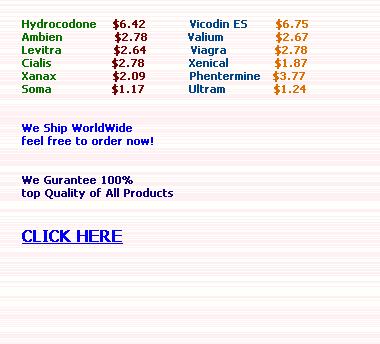 Hydrocodone $6.42 Vicodin ES $6.75
Ambien $2.78 Valium $2.67
Levitra $2.64 Viagra $2.78
Cialis $2.78 Xenical $1.87
Xanax $2.09 Phentermine $3.77
Soma $1.17 Ultram $1.24
We Ship WorldWide
feel free to order now!
We Gurantee 100%
top Quality of All Products
CLICK HERE